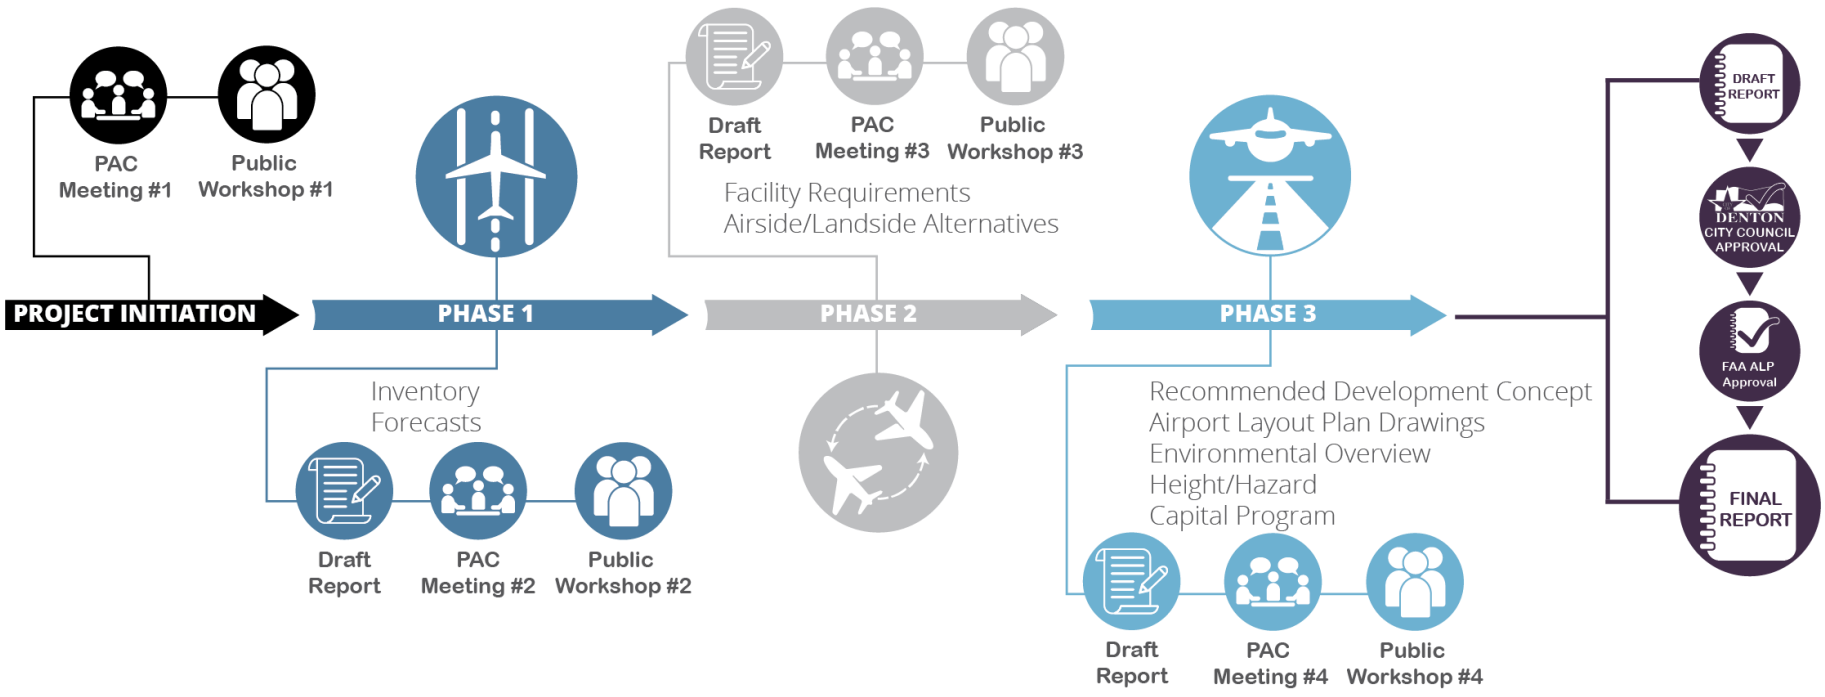 PAC
Meeting #1
Public
Workshop #1
PROJECT INITIATION
PHASE 1
Inventory
Forecasts
Draft
Report
PAC
Meeting #2
Public
Workshop #2
Draft
Report
PAC
Meeting #3
Public
Workshop #3
Facility Requirements
Airside/Landside Alternatives
PHASE 2
PHASE 3
Recommended Development Concept
Airport Layout Plan Drawings
Environmental Overview
Height/Hazard
Capital Program
Draft
Report
PAC
Meeting #4
Public
Workshop #4
DRAFT
REPORT
DENTON
CITY COUNCIL
APPROVAL
FAA ALP
Approval
FINAL
REPORT